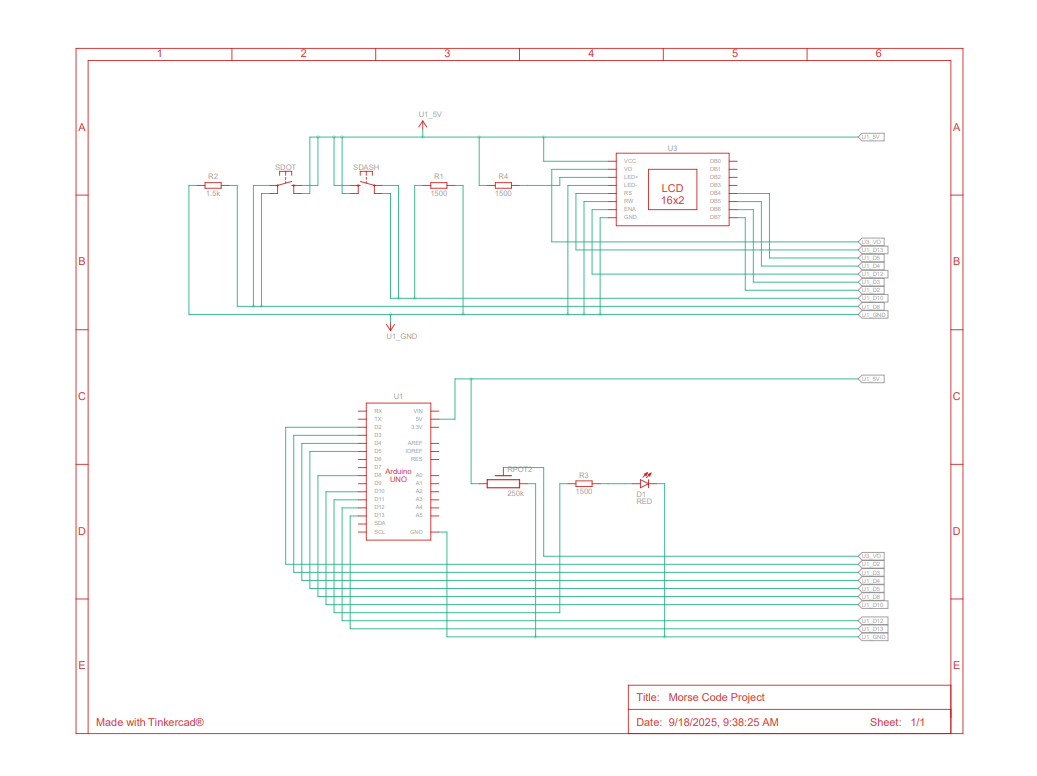 1 2 3 4 5 6
A A
U1_5V
U1_5V
U3
R2 SDOT SDASH R1 R4
1.5k 1500 1500
VCC DB0
VO DB1
LED+ DB2
LED- DB3
RS DB4
RW DB5
ENA DB6
GND DB7
LCD
16x2
B B
U3_VO
U1_D13
U1_D5
U1_D4
U1_D12
U1_D3
U1_D2
U1_D10
U1_D8
U1_GND
U1_GND
U1_5V
C C
U1
RX VIN
TX 5V
D2 3.3V
D3
D4 AREF
D5 IOREF
D6 RES
D7
D8 A0
D9 A1
D10 A2
D11 A3
D12 A4
D13 A5
SDA
SCL GND
Arduino
UNO
RPOT2
250k
R3
1500
D1
RED
D D
U3_VO
U1_D2
U1_D3
U1_D4
U1_D5
U1_D8
U1_D10
U1_D12
U1_D13
U1_GND
E E
Title: Morse Code Project
Made with Tinkercad®
Date: 9/18/2025, 9:38:25 AM Sheet: 1/1